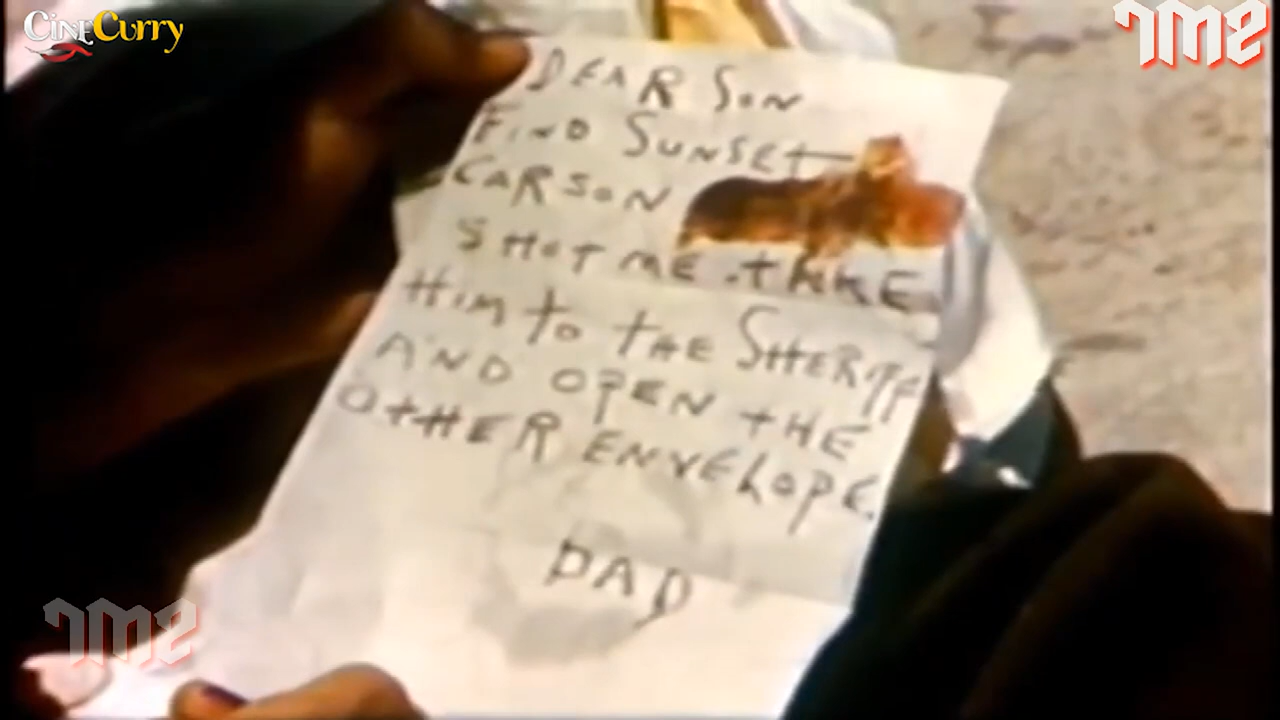 CINECURRY
DEAR SON
FIND SUNSET
CARSON
SHOT ME. TAKE
HIM TO THE SHERIFF
AND OPEN THE
OTHER ENVELOPE.
DAD